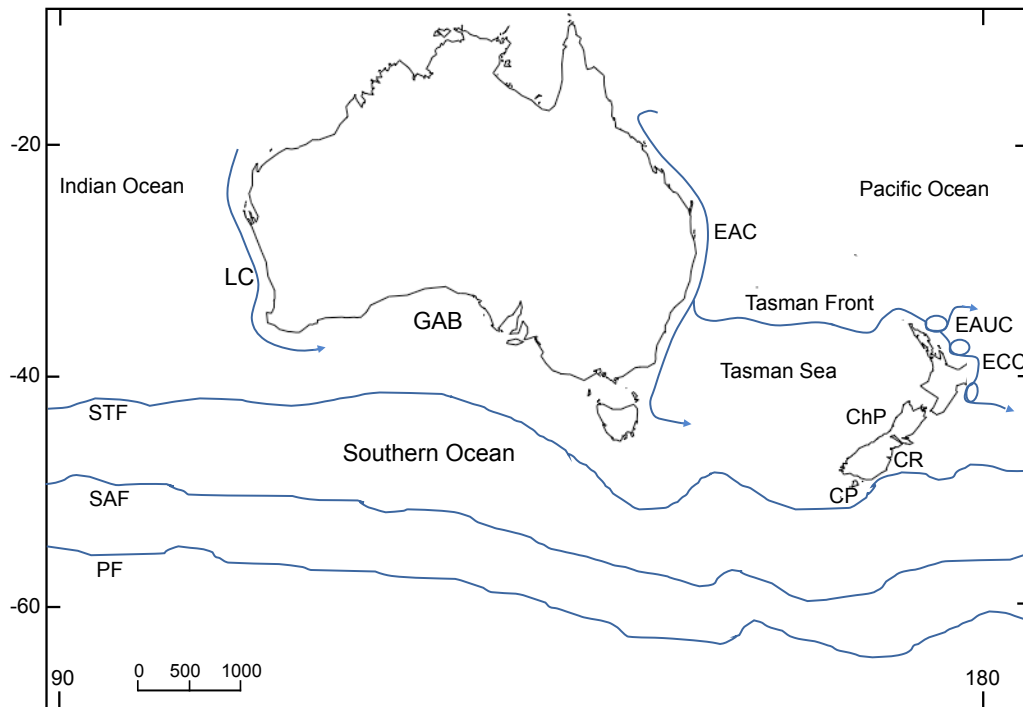 -20
Indian Ocean
Pacific Ocean
EAC
LC
Tasman Front
GAB
EAUC
ECC
-40
Tasman Sea
STF
ChP
Southern Ocean
CR
SAF
CP
PF
-60
0 500 1000
90
180